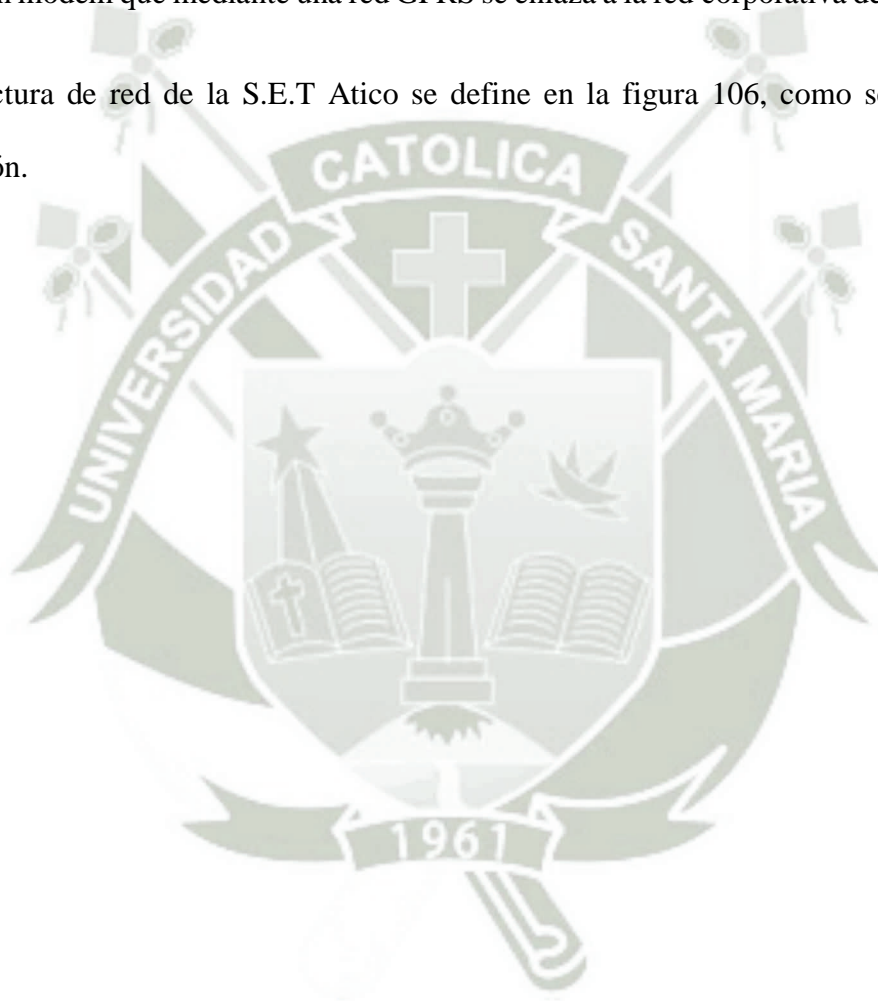 modem que mediante una red GPRS se enlaza a la red corporativa de
ctura de red de la S.E.T Atico se define en la figura 106, como se
ón.
UNIVERSIDAD CATOLICA SANTA MARIA
1961